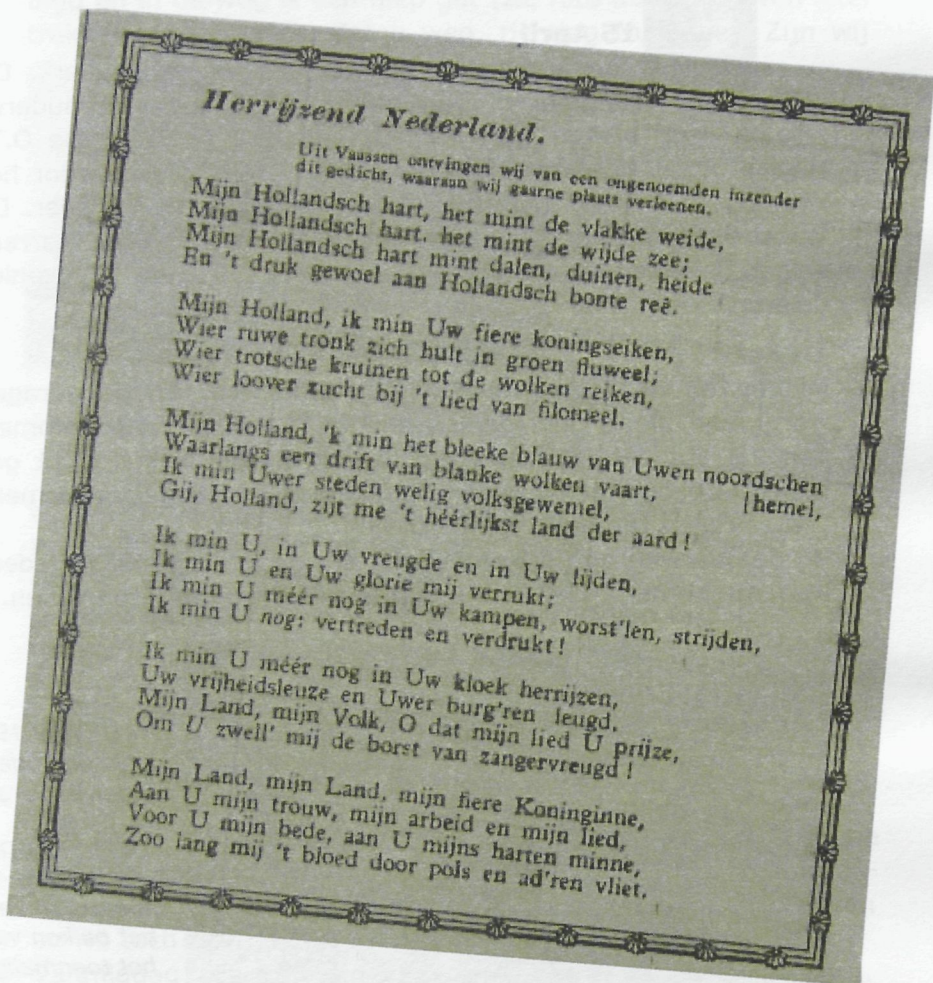 Herrijzend Nederland.
Uit Vaassen ontvingen wij van een ongenoemden inzender
dit gedicht, waaraan wij gaarne plaats verleenen.
Mijn Hollandsch hart, het mint de vlakke weide,
Mijn Hollandsch hart, het mint de wijde zee;
Mijn Hollandsch hart mint dalen, duinen, heide
En 't druk gewoel aan Hollandsch bonte reê.
Mijn Holland, ik min Uw fiere koningseiken,
Wier ruwe tronk zich hult in groen fluweel;
Wier trotsche kruinen tot de wolken reiken,
Wier loover zucht bij 't lied van filomeel.
Mijn Holland, 'k min het bleeke blauw van Uwen noordschen
Waarlangs een drift van blanke wolken vaart, [hemel,
Ik min Uwer steden welig volksgewemel,
Gij, Holland, zijt me 't héérlijkst land der aard!
Ik min U, in Uw vreugde en in Uw lijden,
Ik min U en Uw glorie mij verrukt;
Ik min U méér nog in Uw kampen, worst'len, strijden,
Ik min U nog: vertreden en verdrukt!
Ik min U méér nog in Uw kloek herrijzen,
Uw vrijheidsleuze en Uwer burg'ren jeugd.
Mijn Land, mijn Volk, O dat mijn lied U prijze,
Om U zwell' mij de borst van zangervreugd!
Mijn Land, mijn Land, mijn fiere Koninginne,
Aan U mijn trouw, mijn arbeid en mijn lied,
Voor U mijn bede, aan U mijns harten minne,
Zoo lang mij 't bloed door pols en ad'ren vliet.